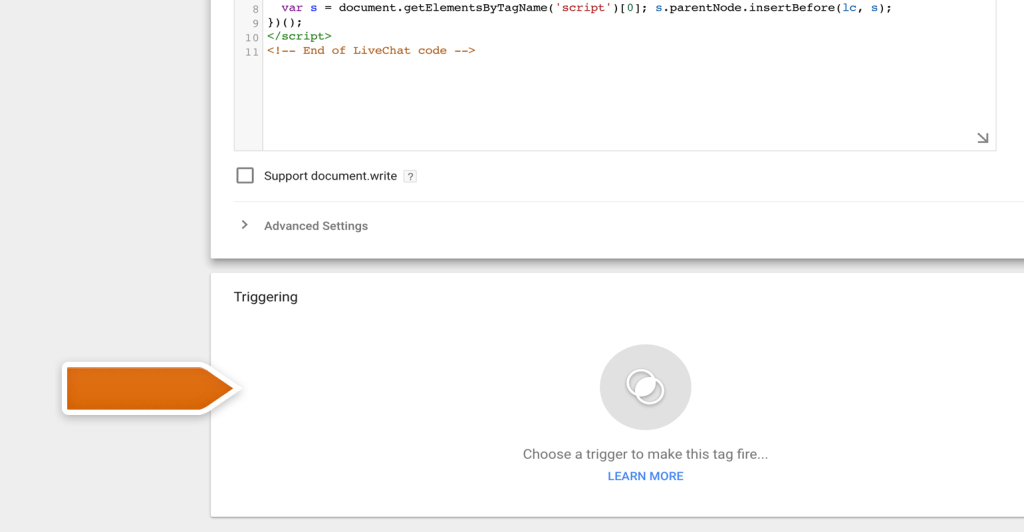 8 var s = document.getElementsByTagName('script')[0]; s.parentNode.insertBefore(lc, s);
9 })();
10 </script>
11 <!-- End of LiveChat code -->
Support document.write ?
Advanced Settings
Triggering
Choose a trigger to make this tag fire...
LEARN MORE